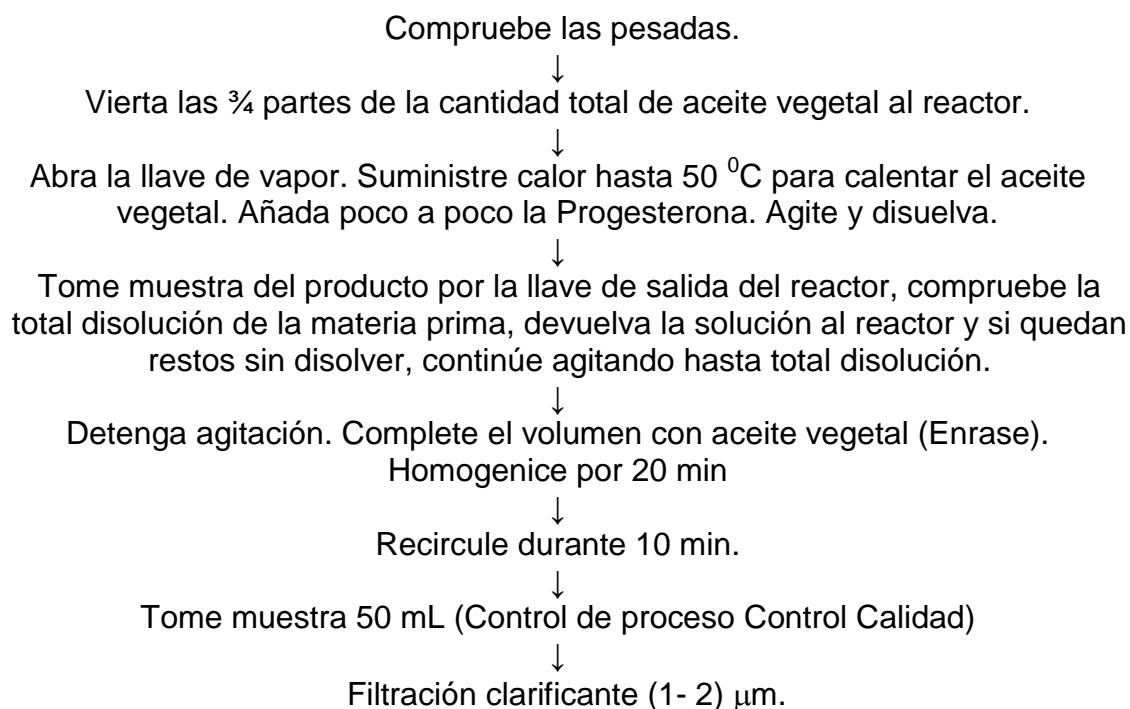 Compruebe las pesadas.
↓
Vierta las ¾ partes de la cantidad total de aceite vegetal al reactor.
↓
Abra la llave de vapor. Suministre calor hasta 50 ⁰C para calentar el aceite
vegetal. Añada poco a poco la Progesterona. Agite y disuelva.
↓
Tome muestra del producto por la llave de salida del reactor, compruebe la
total disolución de la materia prima, devuelva la solución al reactor y si quedan
restos sin disolver, continúe agitando hasta total disolución.
↓
Detenga agitación. Complete el volumen con aceite vegetal (Enrase).
Homogenice por 20 min
↓
Recircule durante 10 min.
↓
Tome muestra 50 mL (Control de proceso Control Calidad)
↓
Filtración clarificante (1- 2) μm.